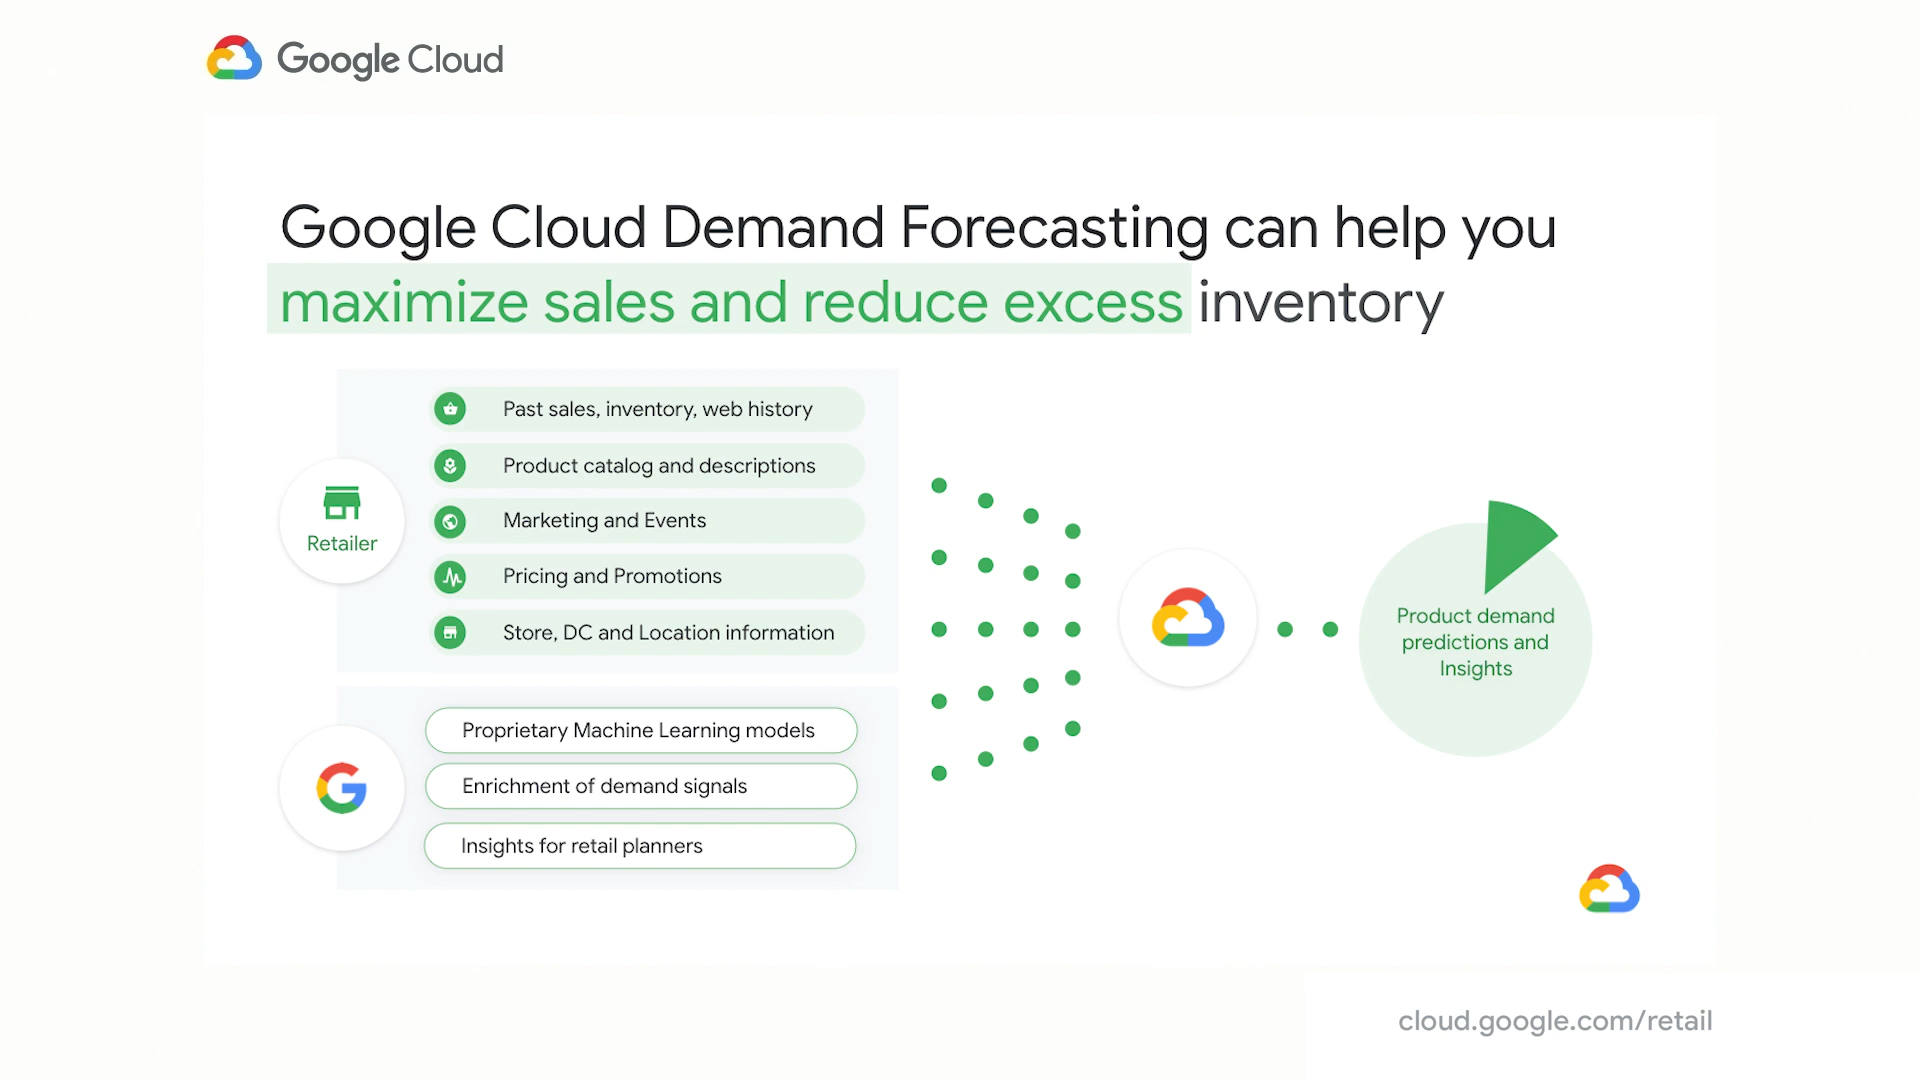 Google Cloud
Google Cloud Demand Forecasting can help you
maximize sales and reduce excess inventory
Retailer
Past sales, inventory, web history
Product catalog and descriptions
Marketing and Events
Pricing and Promotions
Store, DC and Location information
Proprietary Machine Learning models
Enrichment of demand signals
Insights for retail planners
Product demand
predictions and
Insights
cloud.google.com/retail